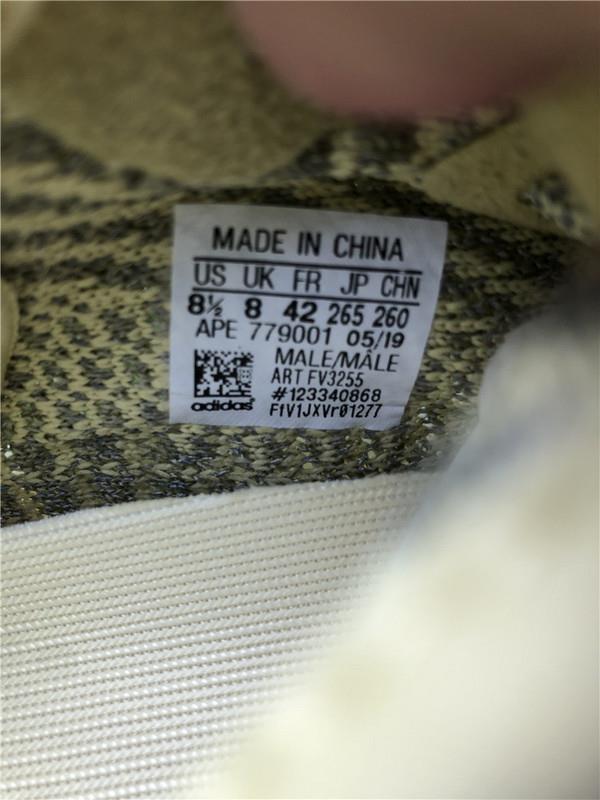 MADE IN CHINA
US UK FR JP CHN
8½ 8 42 265 260
APE 779001 05/19
MALE/MÂLE
ART FV3255
#123340868
FtV1JXVr01277
adidas